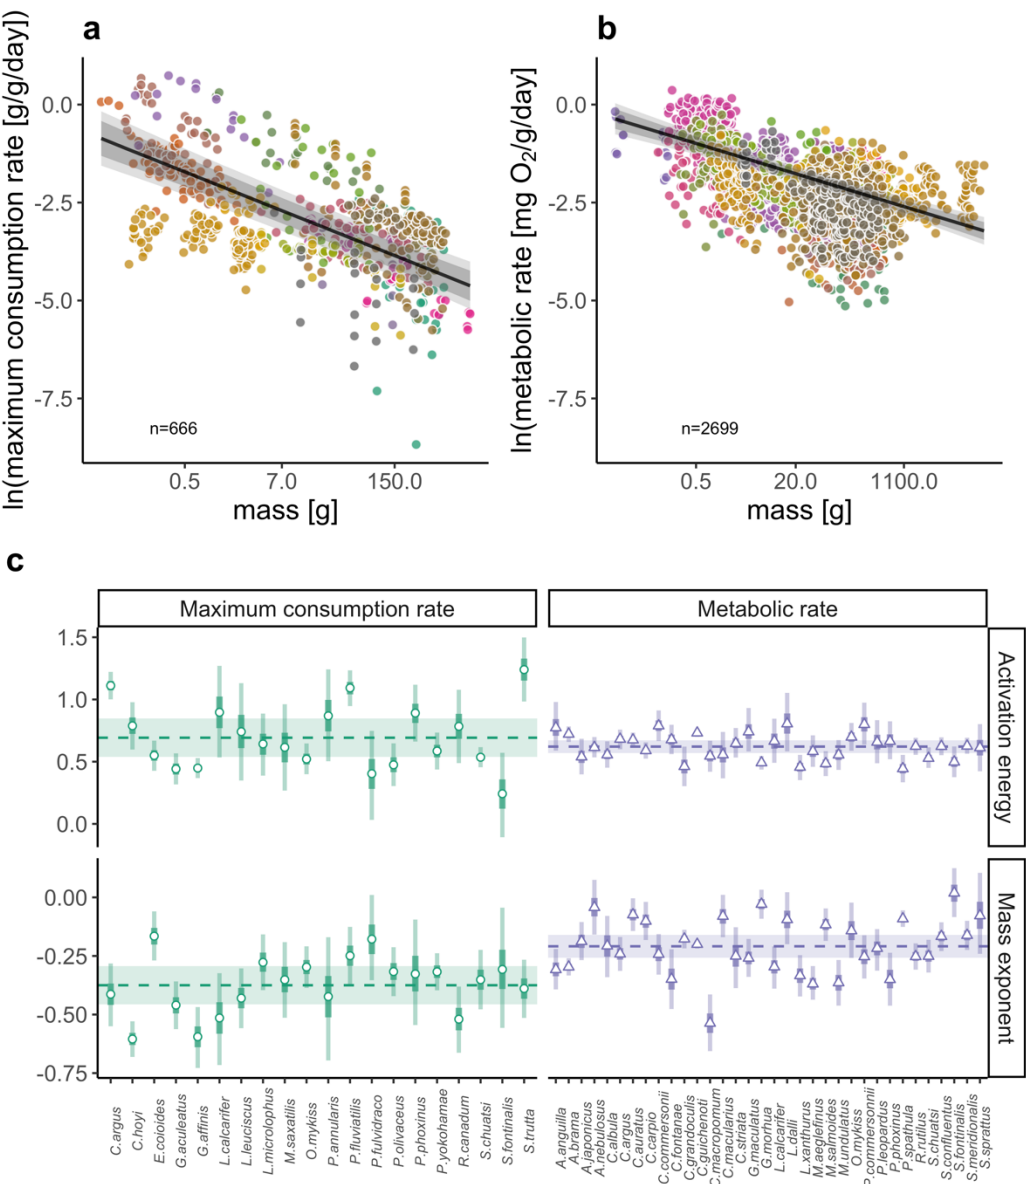 a
b
ln(maximum consumption rate [g/g/day])
0.0
-2.5
-5.0
-7.5
n=666
0.5
7.0
150.0
mass [g]
ln(metabolic rate [mg O₂/g/day])
0.0
-2.5
-5.0
-7.5
n=2699
0.5
20.0
1100.0
mass [g]
c
Maximum consumption rate
Metabolic rate
1.5
1.0
0.5
0.0
Activation energy
0.00
-0.25
-0.50
-0.75
Mass exponent
C.argus
C.hoyi
E.coioides
G.aculeatus
G.affinis
L.calcarifer
L.leuciscus
L.microlophus
M.saxatilis
O.mykiss
P.annularis
P.fluviatilis
P.fulvidraco
P.olivaceus
P.phoxinus
P.yokohamae
R.canadum
S.chuatsi
S.fontinalis
S.trutta
A.anguilla
A.brama
A.japonicus
A.nebulosus
C.albula
C.argus
C.auratus
C.carpio
C.commersonii
C.fontanae
C.grandoculis
C.guichenoti
C.macropomum
C.macularius
C.striata
G.maculatus
G.morhua
L.calcarifer
L.dalli
L.xanthurus
M.aeglefinus
M.salmoides
M.undulatus
O.mykiss
P.commersonnii
P.leopardus
P.phoxinus
P.spathula
R.rutilus
S.chuatsi
S.confluentus
S.fontinalis
S.meridionalis
S.sprattus